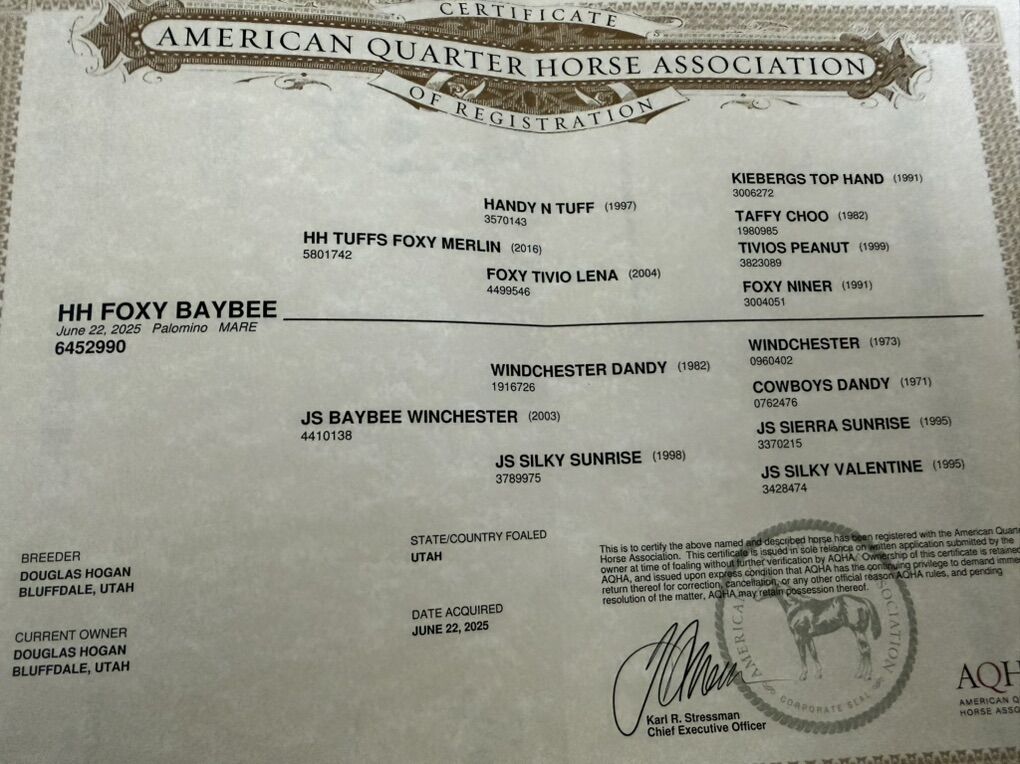 CERTIFICATE
AMERICAN QUARTER HORSE ASSOCIATION
OF REGISTRATION
KIEBERGS TOP HAND (1991)
3006272
HANDY N TUFF (1997)
3570143
TAFFY CHOO (1982)
1980985
HH TUFFS FOXY MERLIN (2016)
5801742
TIVIOS PEANUT (1999)
3823089
FOXY TIVIO LENA (2004)
4499546
FOXY NINER (1991)
3004051
HH FOXY BAYBEE
June 22, 2025 Palomino MARE
6452990
WINDCHESTER (1973)
0960402
WINDCHESTER DANDY (1982)
1916726
COWBOYS DANDY (1971)
0762476
JS BAYBEE WINCHESTER (2003)
4410138
JS SIERRA SUNRISE (1995)
3370215
JS SILKY SUNRISE (1998)
3789975
JS SILKY VALENTINE (1995)
3428474
BREEDER
DOUGLAS HOGAN
BLUFFDALE, UTAH
STATE/COUNTRY FOALED
UTAH
CURRENT OWNER
DOUGLAS HOGAN
BLUFFDALE, UTAH
DATE ACQUIRED
JUNE 22, 2025
This is to certify the above named and described horse has been registered with the American Quar
Horse Association. This certificate is issued in sole reliance on written application submitted by the
owner at time of foaling without further verification by AQHA. Ownership of this certificate is retained
AQHA, and issued upon express condition that AQHA has the continuing privilege to demand imme
return thereof for correction, cancellation, or any other official reason AQHA rules, and pending
resolution of the matter, AQHA may retain possession thereof.
AMERICAN ASSOCIATION
CORPORATE SEAL
Karl R. Stressman
Chief Executive Officer
AQH
AMERICAN Q
HORSE ASSO